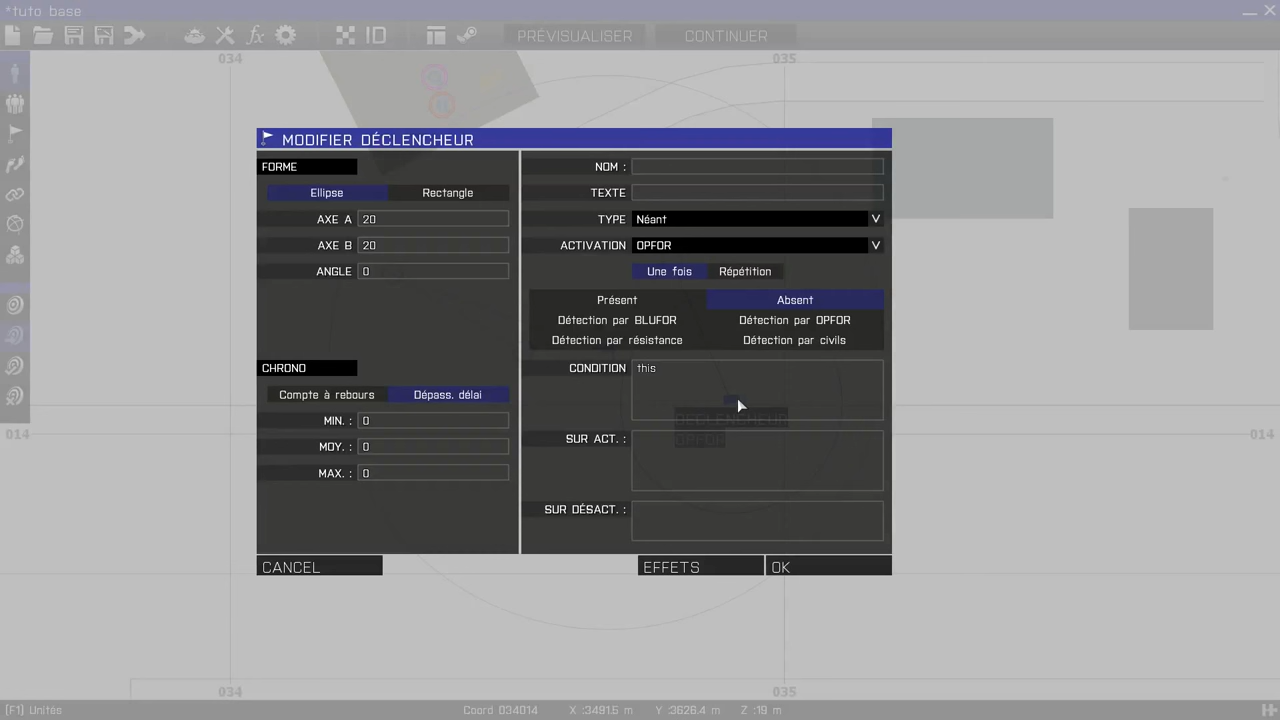 *tuto base
ID
PRÉVISUALISER
CONTINUER
034
035
MODIFIER DÉCLENCHEUR
FORME
Ellipse
Rectangle
AXE A
20
AXE B
20
ANGLE
0
CHRONO
Compte à rebours
Dépass. délai
MIN. :
0
MOY. :
0
MAX. :
0
NOM :
TEXTE
TYPE
Néant
ACTIVATION
OPFOR
Une fois
Répétition
Présent
Absent
Détection par BLUFOR
Détection par OPFOR
Détection par résistance
Détection par civils
CONDITION
this
DÉCLENCHEUR
OPFOR
SUR ACT. :
SUR DÉSACT. :
CANCEL
EFFETS
OK
014
014
034
035
(F1) Unités
Coord 034014
X :3491.6 m
Y :3626.4 m
Z :19 m